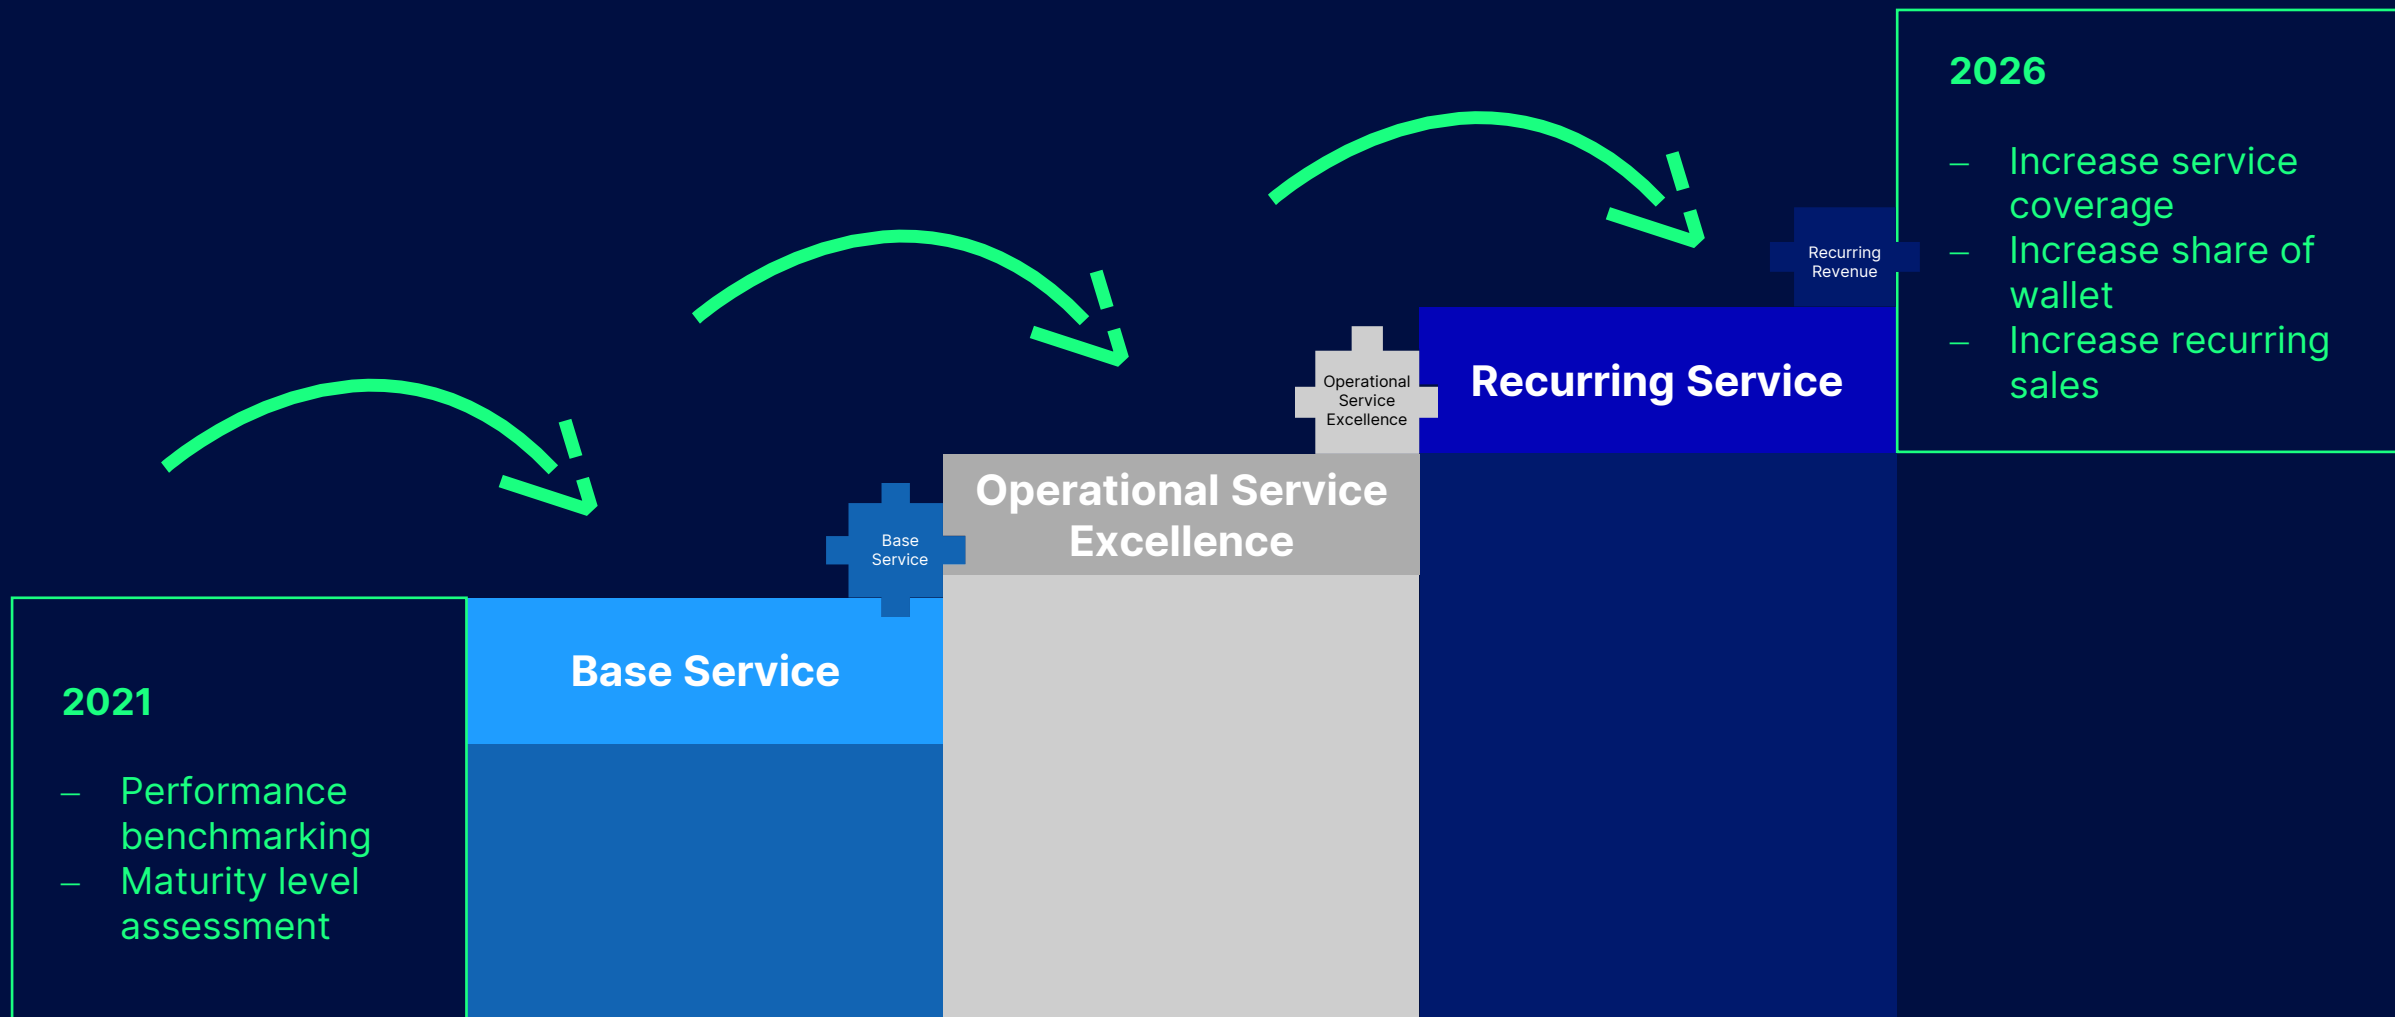 2021
– Performance
benchmarking
– Maturity level
assessment
Base Service
Base
Service
Operational Service
Excellence
Operational
Service
Excellence
Recurring Service
Recurring
Revenue
2026
– Increase service
coverage
– Increase share of
wallet
– Increase recurring
sales